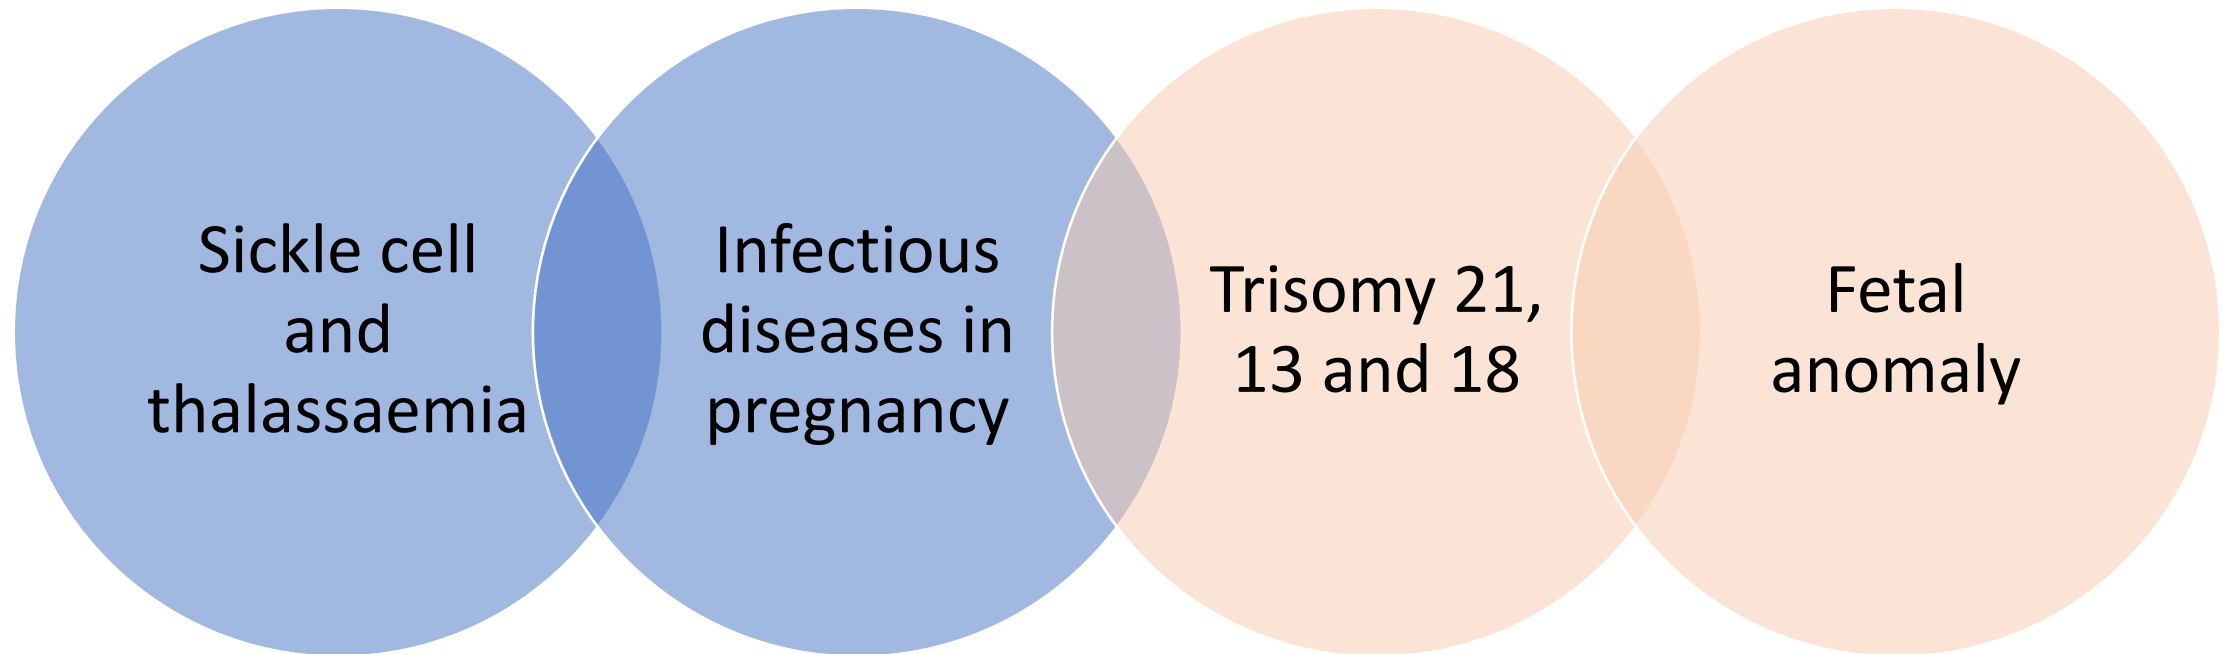 Sickle cell
and
thalassaemia
Infectious
diseases in
pregnancy
Trisomy 21,
13 and 18
Fetal
anomaly